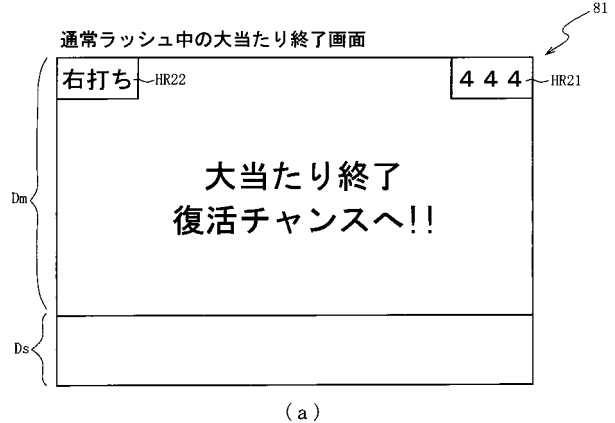 81
通常ラッシュ中の大当たり終了画面
右打ち HR22 444 HR21
大当たり終了
Dm
復活チャンスへ!!
Ds
(a)